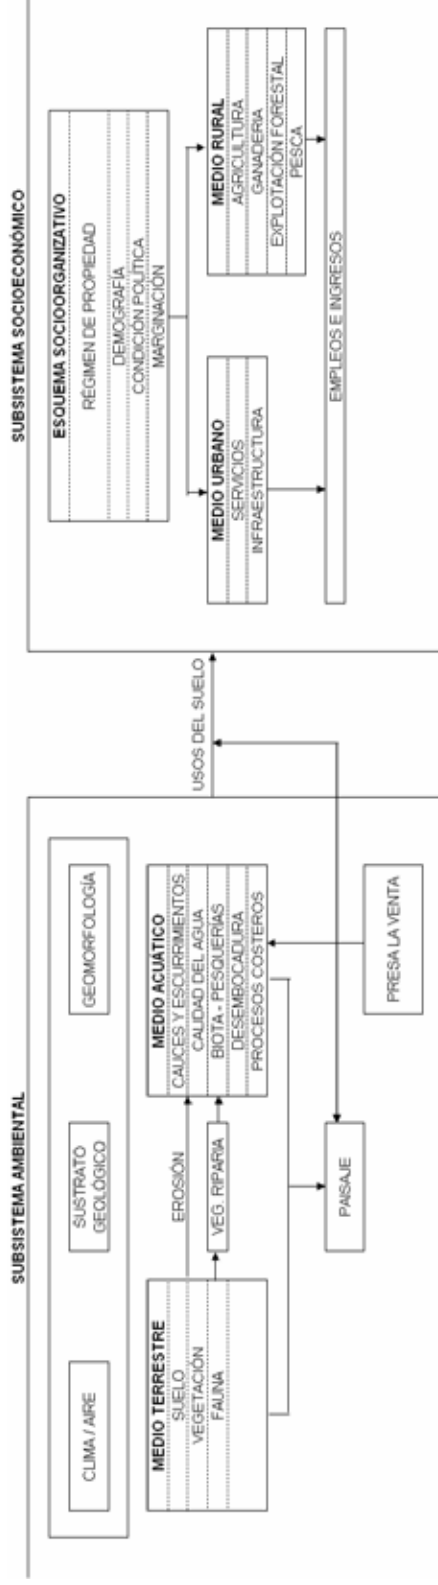 SUBSISTEMA AMBIENTAL
CLIMA / AIRE
SUSTRATO
GEOLÓGICO
GEOMORFOLOGÍA
MEDIO TERRESTRE
SUELO
VEGETACIÓN
FAUNA
EROSIÓN
VEG. RIPARIA
MEDIO ACUÁTICO
CAUCES Y ESCURRIMIENTOS
CALIDAD DEL AGUA
BIOTA - PESQUERIAS
DESEMBOCADURA
PROCESOS COSTEROS
PAISAJE
PRESA LA VENTA
USOS DEL SUELO
SUBSISTEMA SOCIOECONÓMICO
ESQUEMA SOCIOORGANIZATIVO
RÉGIMEN DE PROPIEDAD
DEMOGRAFÍA
CONDICIÓN POLÍTICA
MARGINACIÓN
MEDIO URBANO
SERVICIOS
INFRAESTRUCTURA
MEDIO RURAL
AGRICULTURA
GANADERIA
EXPLOTACIÓN FORESTAL
PESCA
EMPLEOS E INGRESOS